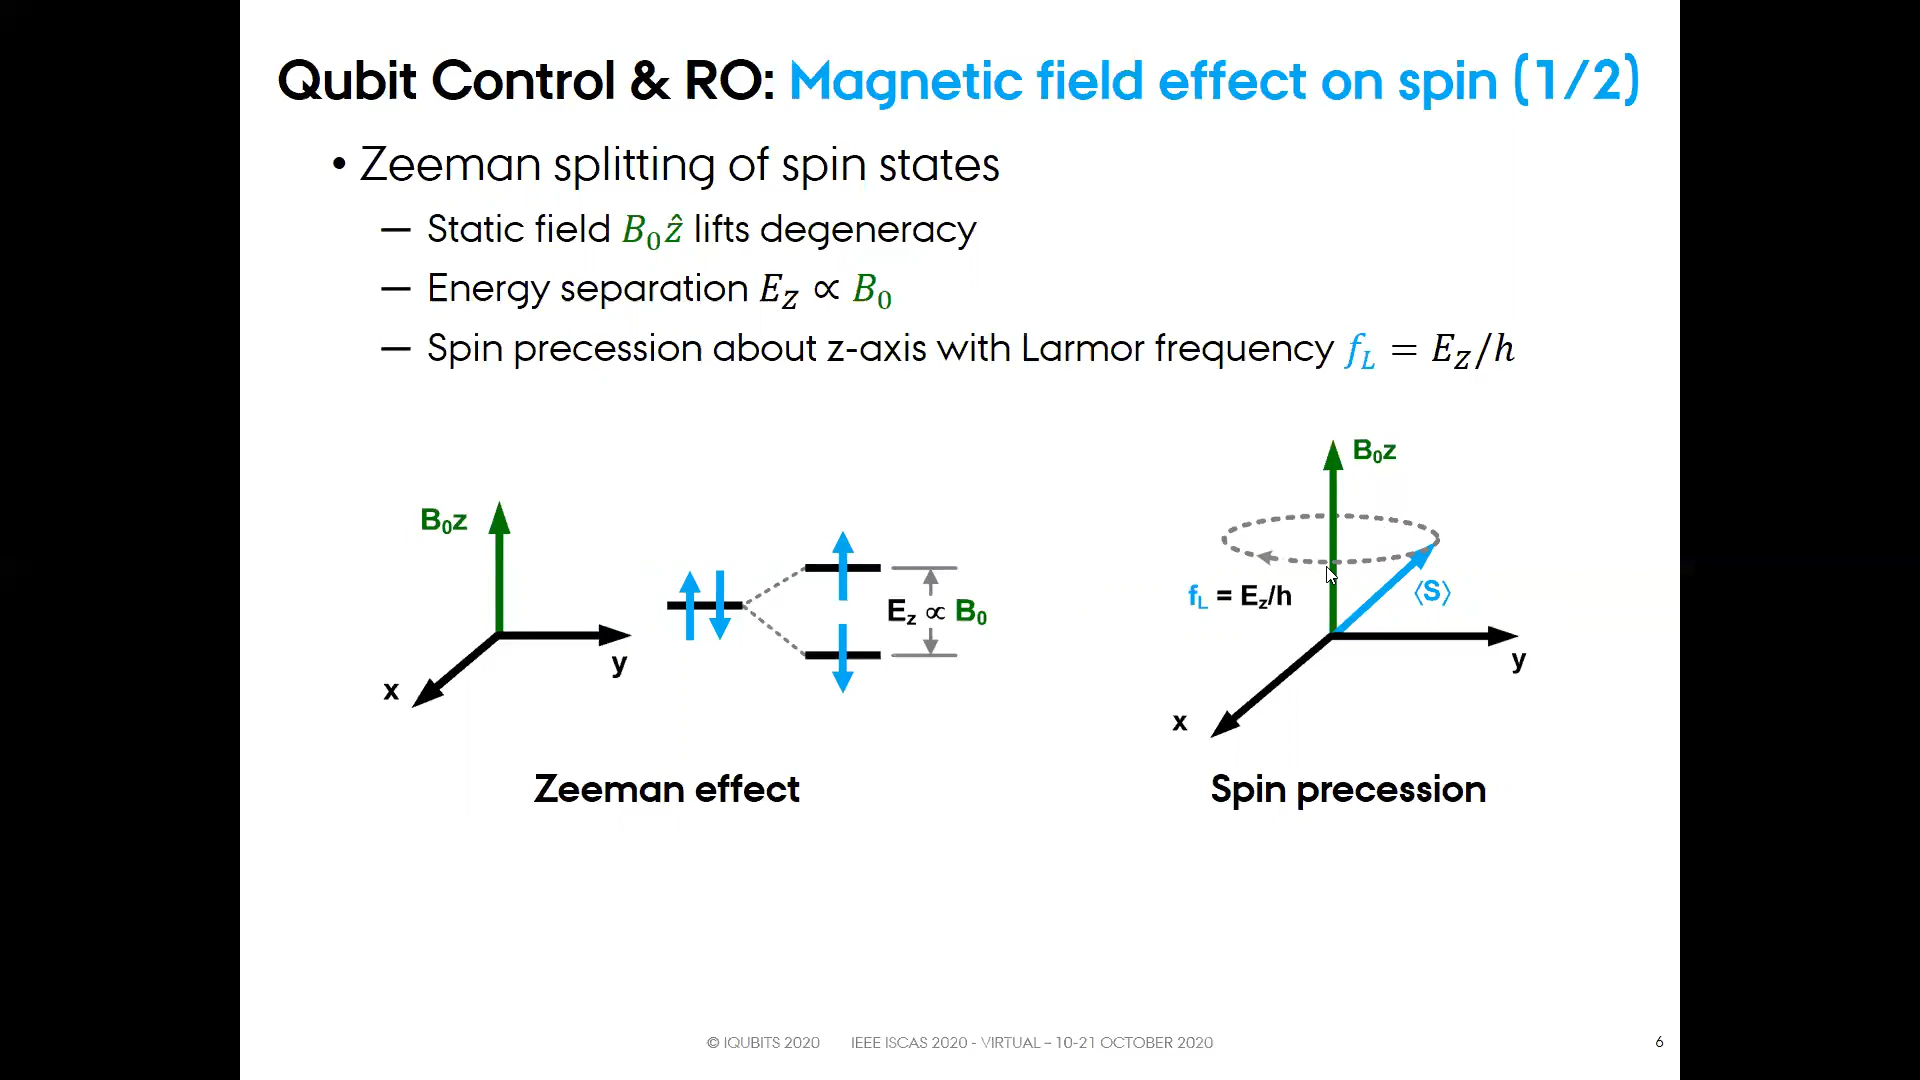 Qubit Control & RO: Magnetic field effect on spin (1/2)
• Zeeman splitting of spin states
— Static field B₀ẑ lifts degeneracy
— Energy separation E_Z ∝ B₀
— Spin precession about z-axis with Larmor frequency f_L = E_Z/h
B₀z
y
x
E_z ∝ B₀
Zeeman effect
B₀z
f_L = E_z/h
⟨S⟩
y
x
Spin precession
© IQUBITS 2020 IEEE ISCAS 2020 - VIRTUAL – 10-21 OCTOBER 2020
6